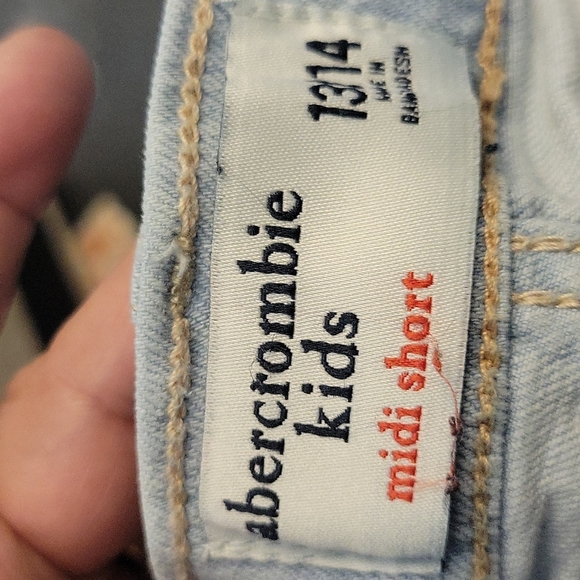 abercrombie
kids
midi short
13/14
MADE IN
BANGLADESH